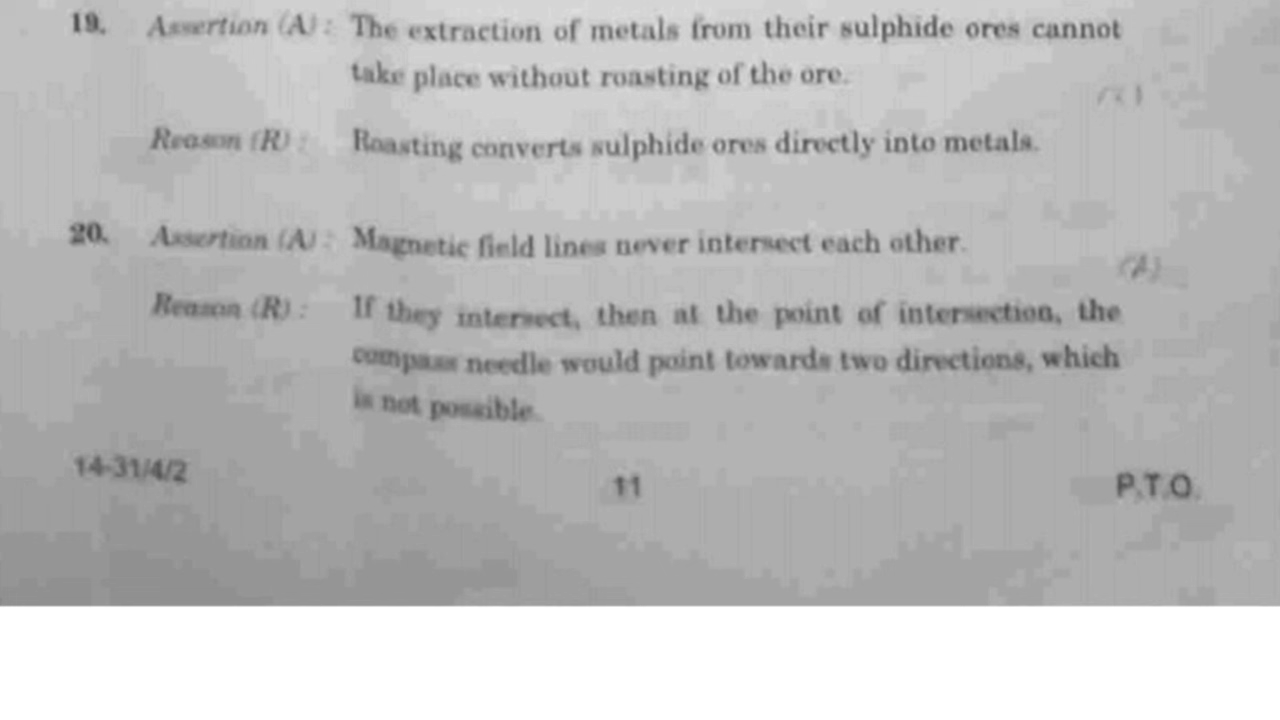 19. Assertion (A) : The extraction of metals from their sulphide ores cannot
take place without roasting of the ore.
Reason (R) : Roasting converts sulphide ores directly into metals.
20. Assertion (A) : Magnetic field lines never intersect each other.
(A)
Reason (R) : If they intersect, then at the point of intersection, the
compass needle would point towards two directions, which
is not possible.
14-31/4/2 11 P.T.O.